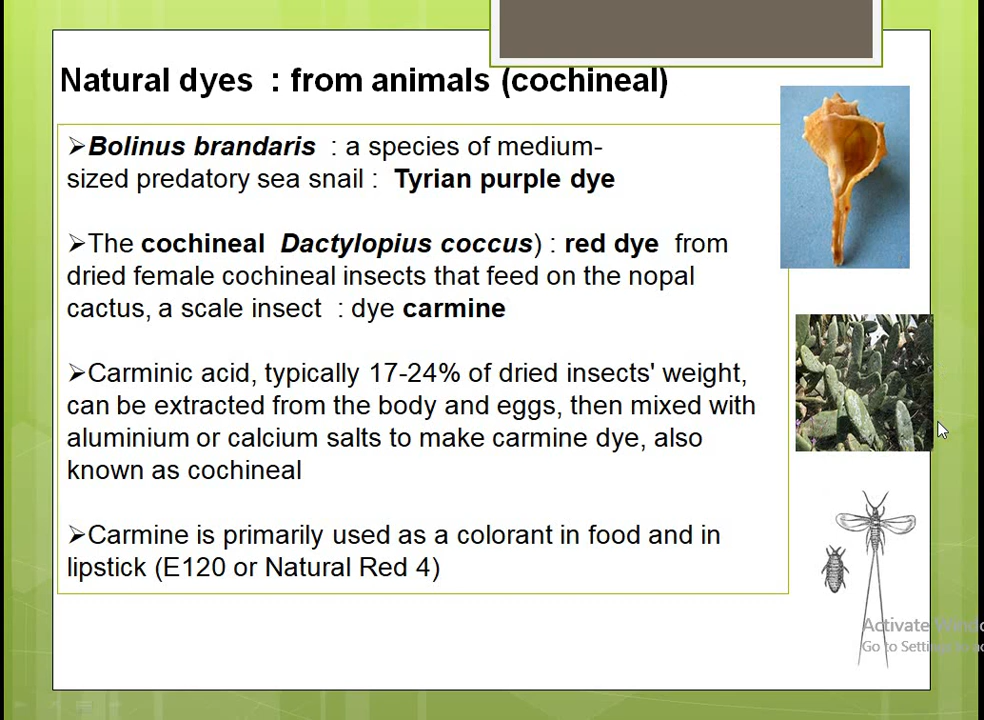 Natural dyes : from animals (cochineal)
➢Bolinus brandaris : a species of medium-
sized predatory sea snail : Tyrian purple dye
➢The cochineal Dactylopius coccus) : red dye from
dried female cochineal insects that feed on the nopal
cactus, a scale insect : dye carmine
➢Carminic acid, typically 17-24% of dried insects' weight,
can be extracted from the body and eggs, then mixed with
aluminium or calcium salts to make carmine dye, also
known as cochineal
➢Carmine is primarily used as a colorant in food and in
lipstick (E120 or Natural Red 4)
Activate
Go to